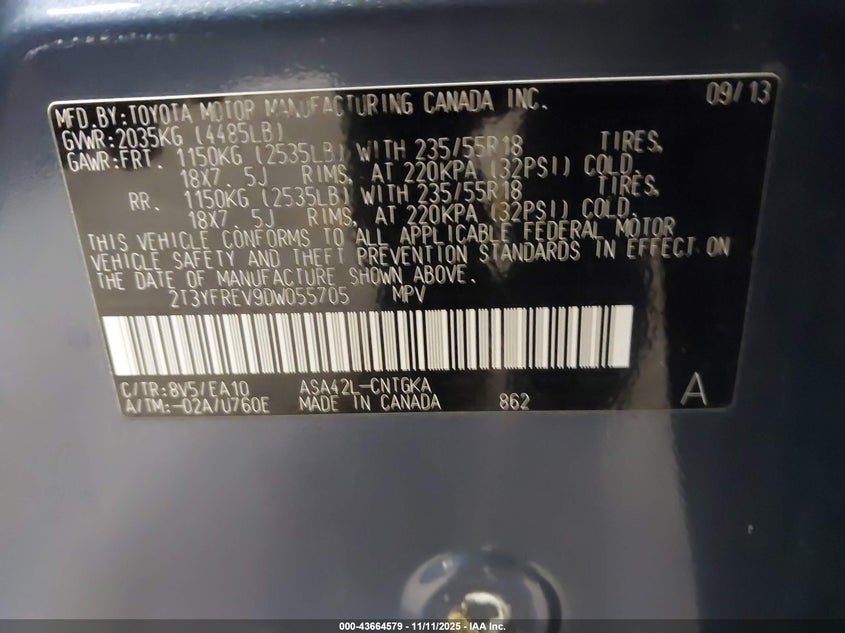 MFD.BY:TOYOTA MOTOR MANUFACTURING CANADA INC. 09/13
GVWR:2035KG (4485LB)
GAWR:FRT. 1150KG (2535LB) WITH 235/55R18 TIRES,
18X7.5J RIMS, AT 220KPA (32PSI) COLD.
RR. 1150KG (2535LB) WITH 235/55R18 TIRES,
18X7.5J RIMS, AT 220KPA (32PSI) COLD.
THIS VEHICLE CONFORMS TO ALL APPLICABLE FEDERAL MOTOR
VEHICLE SAFETY AND THEFT PREVENTION STANDARDS IN EFFECT ON
THE DATE OF MANUFACTURE SHOWN ABOVE.
2T3YFREV9DW055705 MPV
C/TR:8V5/EA10 ASA42L-CNTGKA
A/TM:-02A/U760E MADE IN CANADA 862 A
000-43664579 - 11/11/2025 - IAA Inc.